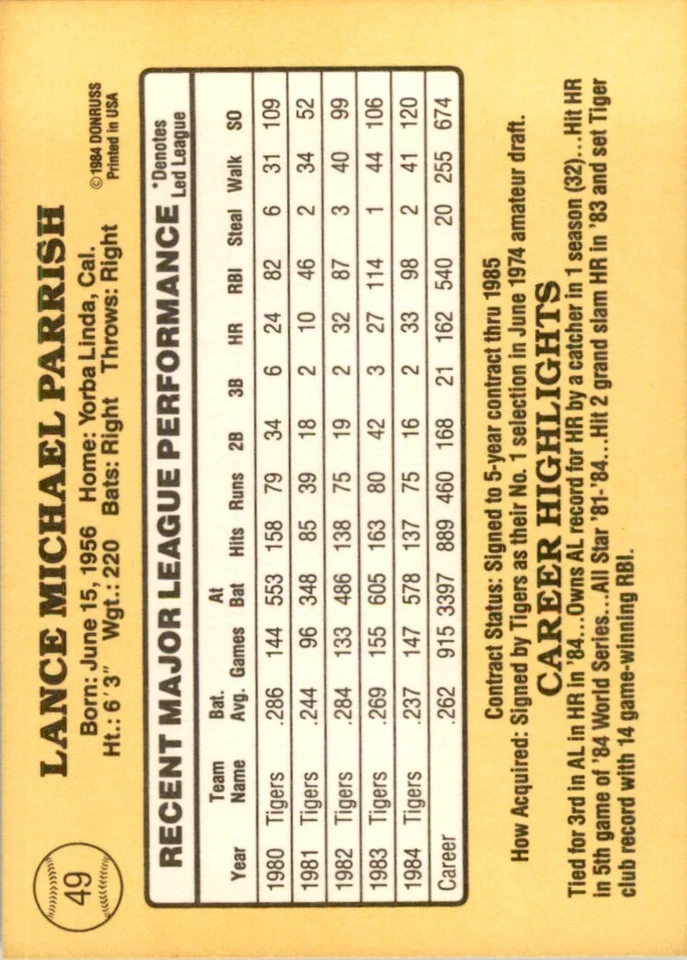 49
LANCE MICHAEL PARRISH
Born: June 15, 1956 Home: Yorba Linda, Cal.
Ht.: 6'3" Wgt.: 220 Bats: Right Throws: Right
©1984 DONRUSS
Printed in USA
RECENT MAJOR LEAGUE PERFORMANCE
*Denotes
Led League
Year Team Name Bat. Avg. Games At Bat Hits Runs 2B 3B HR RBI Steal Walk SO
1980 Tigers .286 144 553 158 79 34 6 24 82 6 31 109
1981 Tigers .244 96 348 85 39 18 2 10 46 2 34 52
1982 Tigers .284 133 486 138 75 19 2 32 87 3 40 99
1983 Tigers .269 155 605 163 80 42 3 27 114 1 44 106
1984 Tigers .237 147 578 137 75 16 2 33 98 2 41 120
Career .262 915 3397 889 460 168 21 162 540 20 255 674
Contract Status: Signed to 5-year contract thru 1985
How Acquired: Signed by Tigers as their No. 1 selection in June 1974 amateur draft.
CAREER HIGHLIGHTS
Tied for 3rd in AL in HR in '84...Owns AL record for HR by a catcher in 1 season (32)...Hit HR
in 5th game of '84 World Series...All Star '81-'84...Hit 2 grand slam HR in '83 and set Tiger
club record with 14 game-winning RBI.